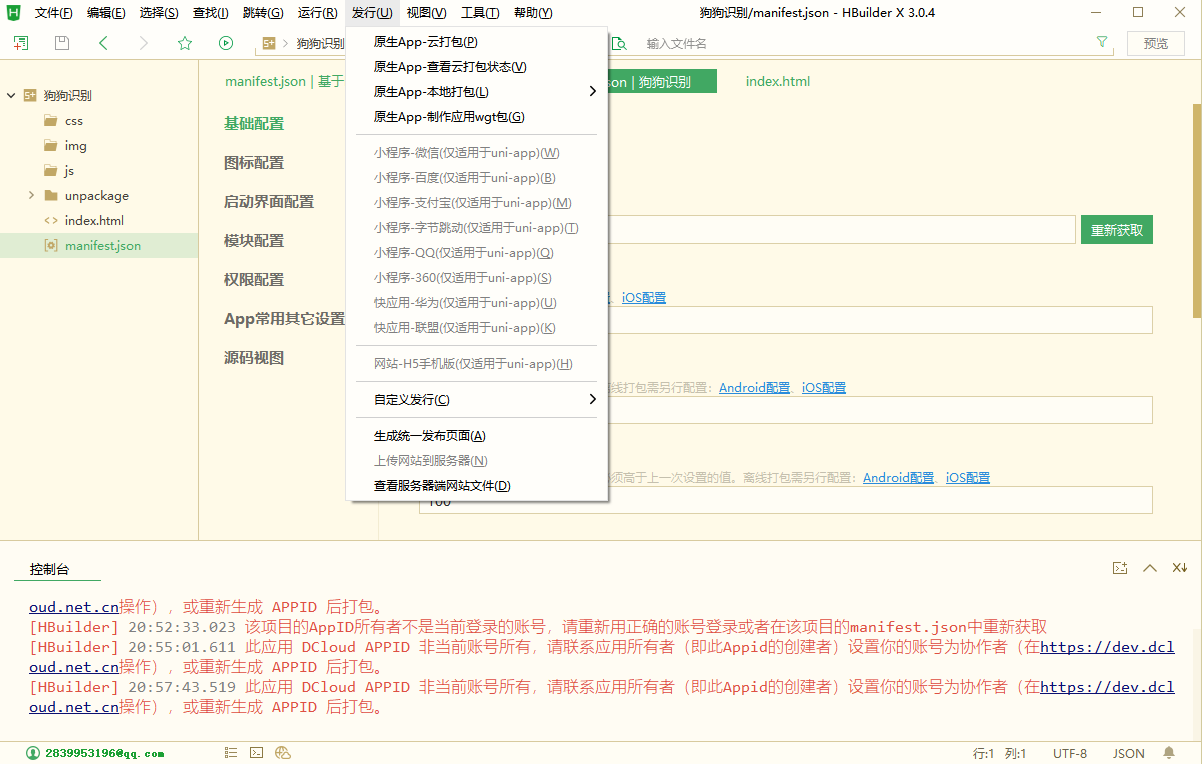 文件(F) 编辑(E) 选择(S) 查找(I) 跳转(G) 运行(R) 发行(U) 视图(V) 工具(T) 帮助(Y) 狗狗识别/manifest.json - HBuilder X 3.0.4
狗狗识别 输入文件名 预览
manifest.json | 基于 son | 狗狗识别 index.html
狗狗识别
css
img
js
unpackage
index.html
manifest.json
基础配置
图标配置
启动界面配置
模块配置
权限配置
App常用其它设置
源码视图
原生App-云打包(P)
原生App-查看云打包状态(V)
原生App-本地打包(L)
原生App-制作应用wgt包(G)
小程序-微信(仅适用于uni-app)(W)
小程序-百度(仅适用于uni-app)(B)
小程序-支付宝(仅适用于uni-app)(M)
小程序-字节跳动(仅适用于uni-app)(T)
小程序-QQ(仅适用于uni-app)(Q)
小程序-360(仅适用于uni-app)(S)
快应用-华为(仅适用于uni-app)(U)
快应用-联盟(仅适用于uni-app)(K)
网站-H5手机版(仅适用于uni-app)(H)
自定义发行(C)
生成统一发布页面(A)
上传网站到服务器(N)
查看服务器端网站文件(D)
重新获取
、iOS配置
线打包需另行配置：Android配置、iOS配置
须高于上一次设置的值。离线打包需另行配置：Android配置、iOS配置
100
控制台
oud.net.cn操作），或重新生成 APPID 后打包。
[HBuilder] 20:52:33.023 该项目的AppID所有者不是当前登录的账号，请重新用正确的账号登录或者在该项目的manifest.json中重新获取
[HBuilder] 20:55:01.611 此应用 DCloud APPID 非当前账号所有，请联系应用所有者（即此Appid的创建者）设置你的账号为协作者（在https://dev.dcl
oud.net.cn操作），或重新生成 APPID 后打包。
[HBuilder] 20:57:43.519 此应用 DCloud APPID 非当前账号所有，请联系应用所有者（即此Appid的创建者）设置你的账号为协作者（在https://dev.dcl
oud.net.cn操作），或重新生成 APPID 后打包。
2839953196@qq.com 行:1 列:1 UTF-8 JSON